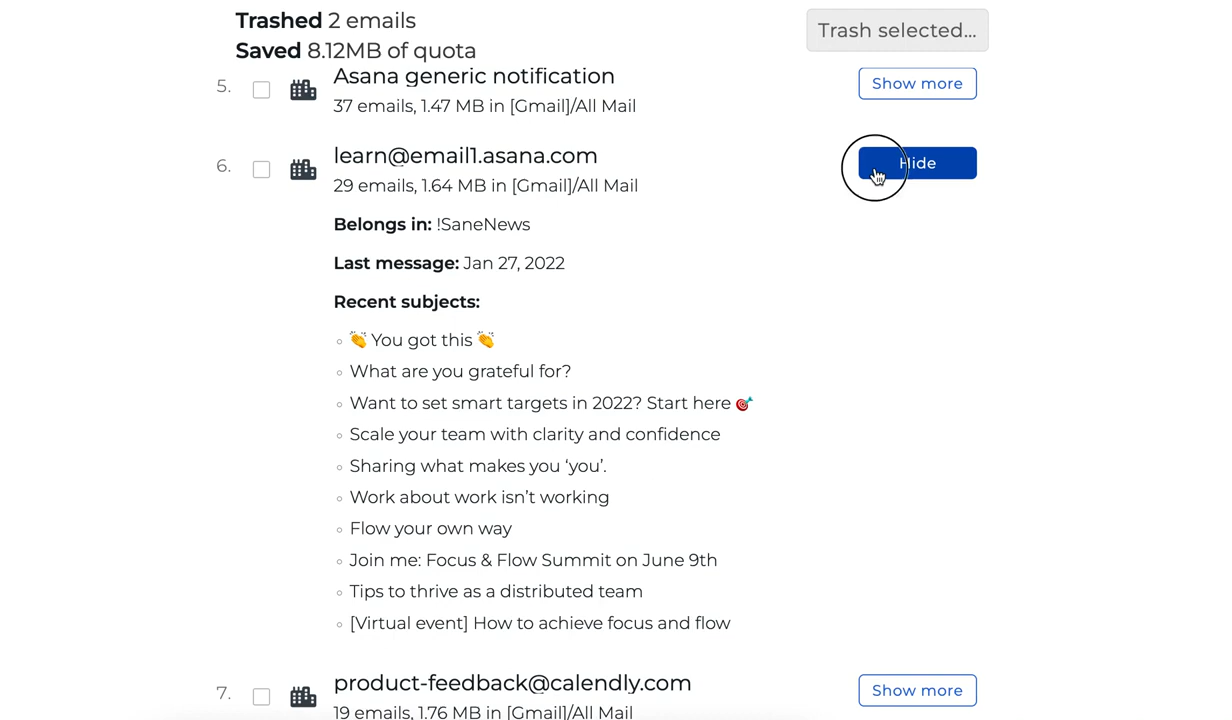 Trashed 2 emails
Trash selected...
Saved 8.12MB of quota
5. Asana generic notification
Show more
37 emails, 1.47 MB in [Gmail]/All Mail
6. learn@email1.asana.com
Hide
29 emails, 1.64 MB in [Gmail]/All Mail
Belongs in: !SaneNews
Last message: Jan 27, 2022
Recent subjects:
👏 You got this 👏
What are you grateful for?
Want to set smart targets in 2022? Start here 🎯
Scale your team with clarity and confidence
Sharing what makes you ‘you’.
Work about work isn’t working
Flow your own way
Join me: Focus & Flow Summit on June 9th
Tips to thrive as a distributed team
[Virtual event] How to achieve focus and flow
7. product-feedback@calendly.com
Show more
19 emails, 1.76 MB in [Gmail]/All Mail